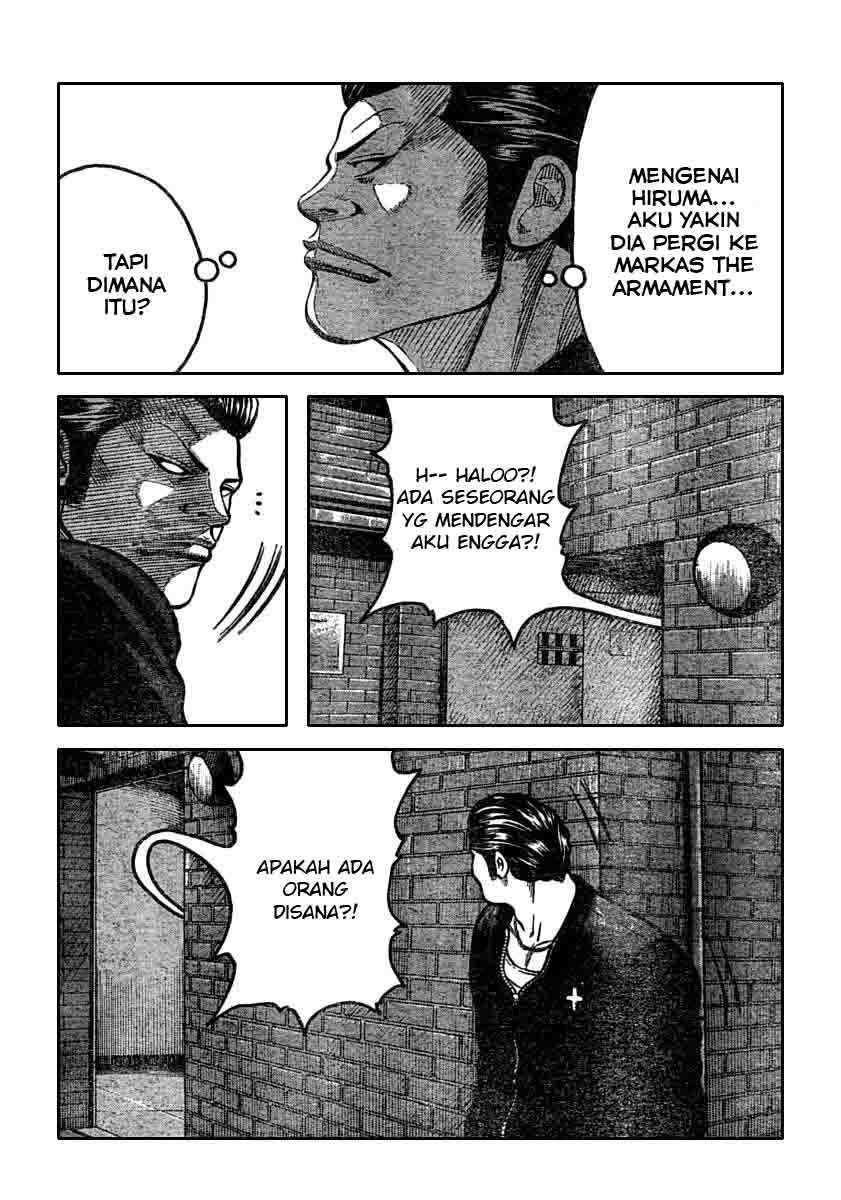 MENGENAI
HIRUMA...
AKU YAKIN
DIA PERGI KE
MARKAS THE
ARMAMENT...
TAPI
DIMANA
ITU?
H-- HALOO?!
ADA SESEORANG
YG MENDENGAR
AKU ENGGA?!
...
APAKAH ADA
ORANG
DISANA?!